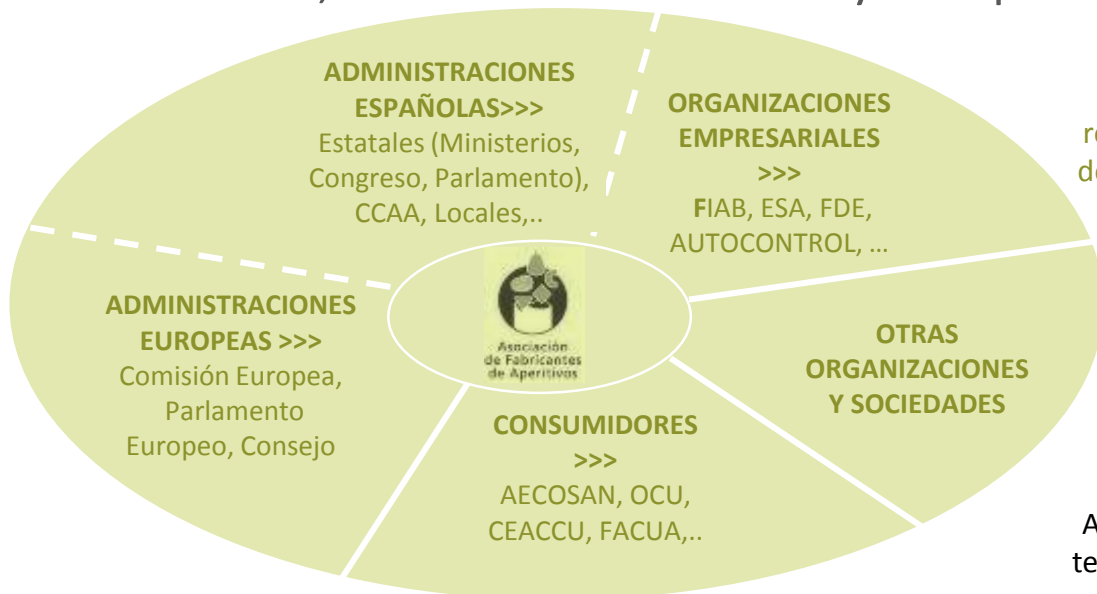 y
ADMINISTRACIONES
ESPAÑOLAS>>>
Estatales (Ministerios,
Congreso, Parlamento),
CCAA, Locales,..
ORGANIZACIONES
EMPRESARIALES
>>>
FIAB, ESA, FDE,
AUTOCONTROL, …
ADMINISTRACIONES
EUROPEAS >>>
Comisión Europea,
Parlamento
Europeo, Consejo
Asociación
de Fabricantes
de Aperitivos
OTRAS
ORGANIZACIONES
Y SOCIEDADES
CONSUMIDORES
>>>
AECOSAN, OCU,
CEACCU, FACUA,..